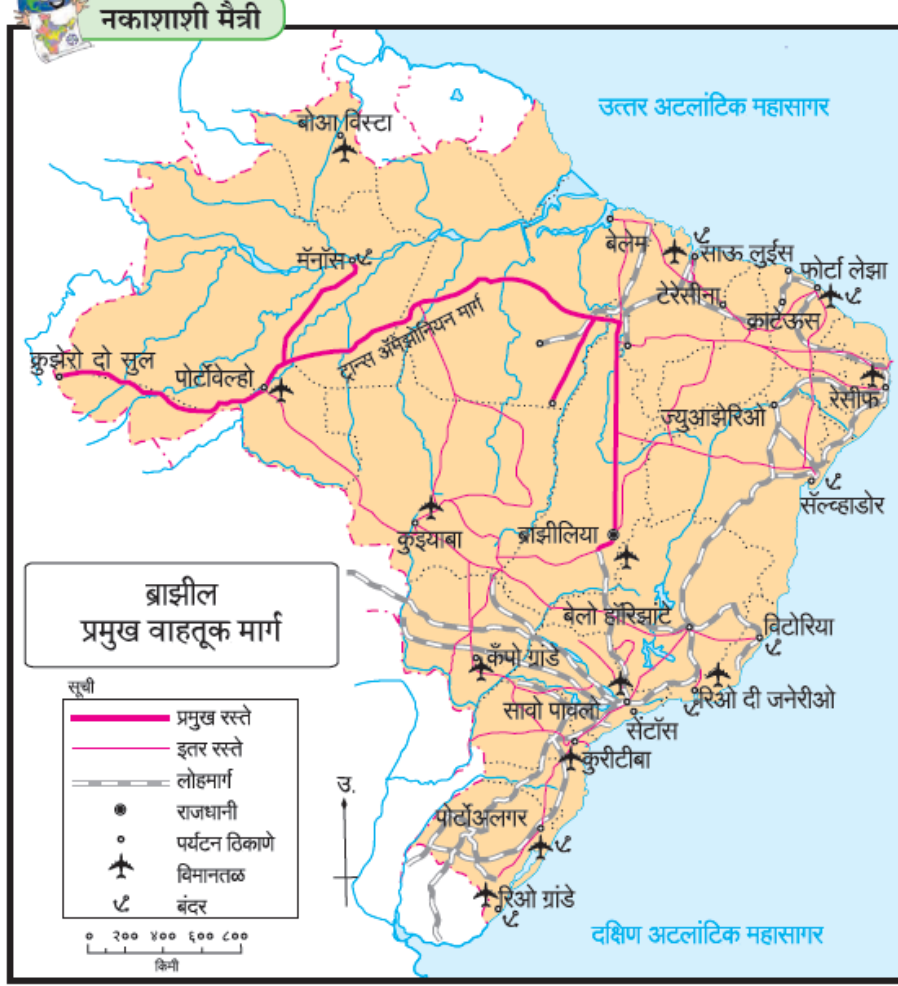 नकाशाशी मैत्री
उत्तर अटलांटिक महासागर
बोआ विस्टा
बेलेम
मॅनॉस
साऊ लुईस
फोर्टा लेझा
टेरेसीना
क्रांटेऊस
ट्रान्स ॲमेझोनियन मार्ग
क्रुझेरो दो सुल
पोर्टोवेल्हो
रेसीफ
ज्युआझेरिओ
सॅल्व्हाडोर
कुइयाबा
ब्राझीलिया
ब्राझील
प्रमुख वाहतूक मार्ग
बेलो हॉरिझाटे
विटोरिया
कँपो ग्रांडे
सूची
सावो पावलो
रिओ दी जनेरीओ
प्रमुख रस्ते
सेंटॉस
इतर रस्ते
कुरीटीबा
लोहमार्ग
उ.
राजधानी
पोर्टोअलगर
पर्यटन ठिकाणे
विमानतळ
रिओ ग्रांडे
बंदर
दक्षिण अटलांटिक महासागर
० २०० ४०० ६०० ८००
किमी